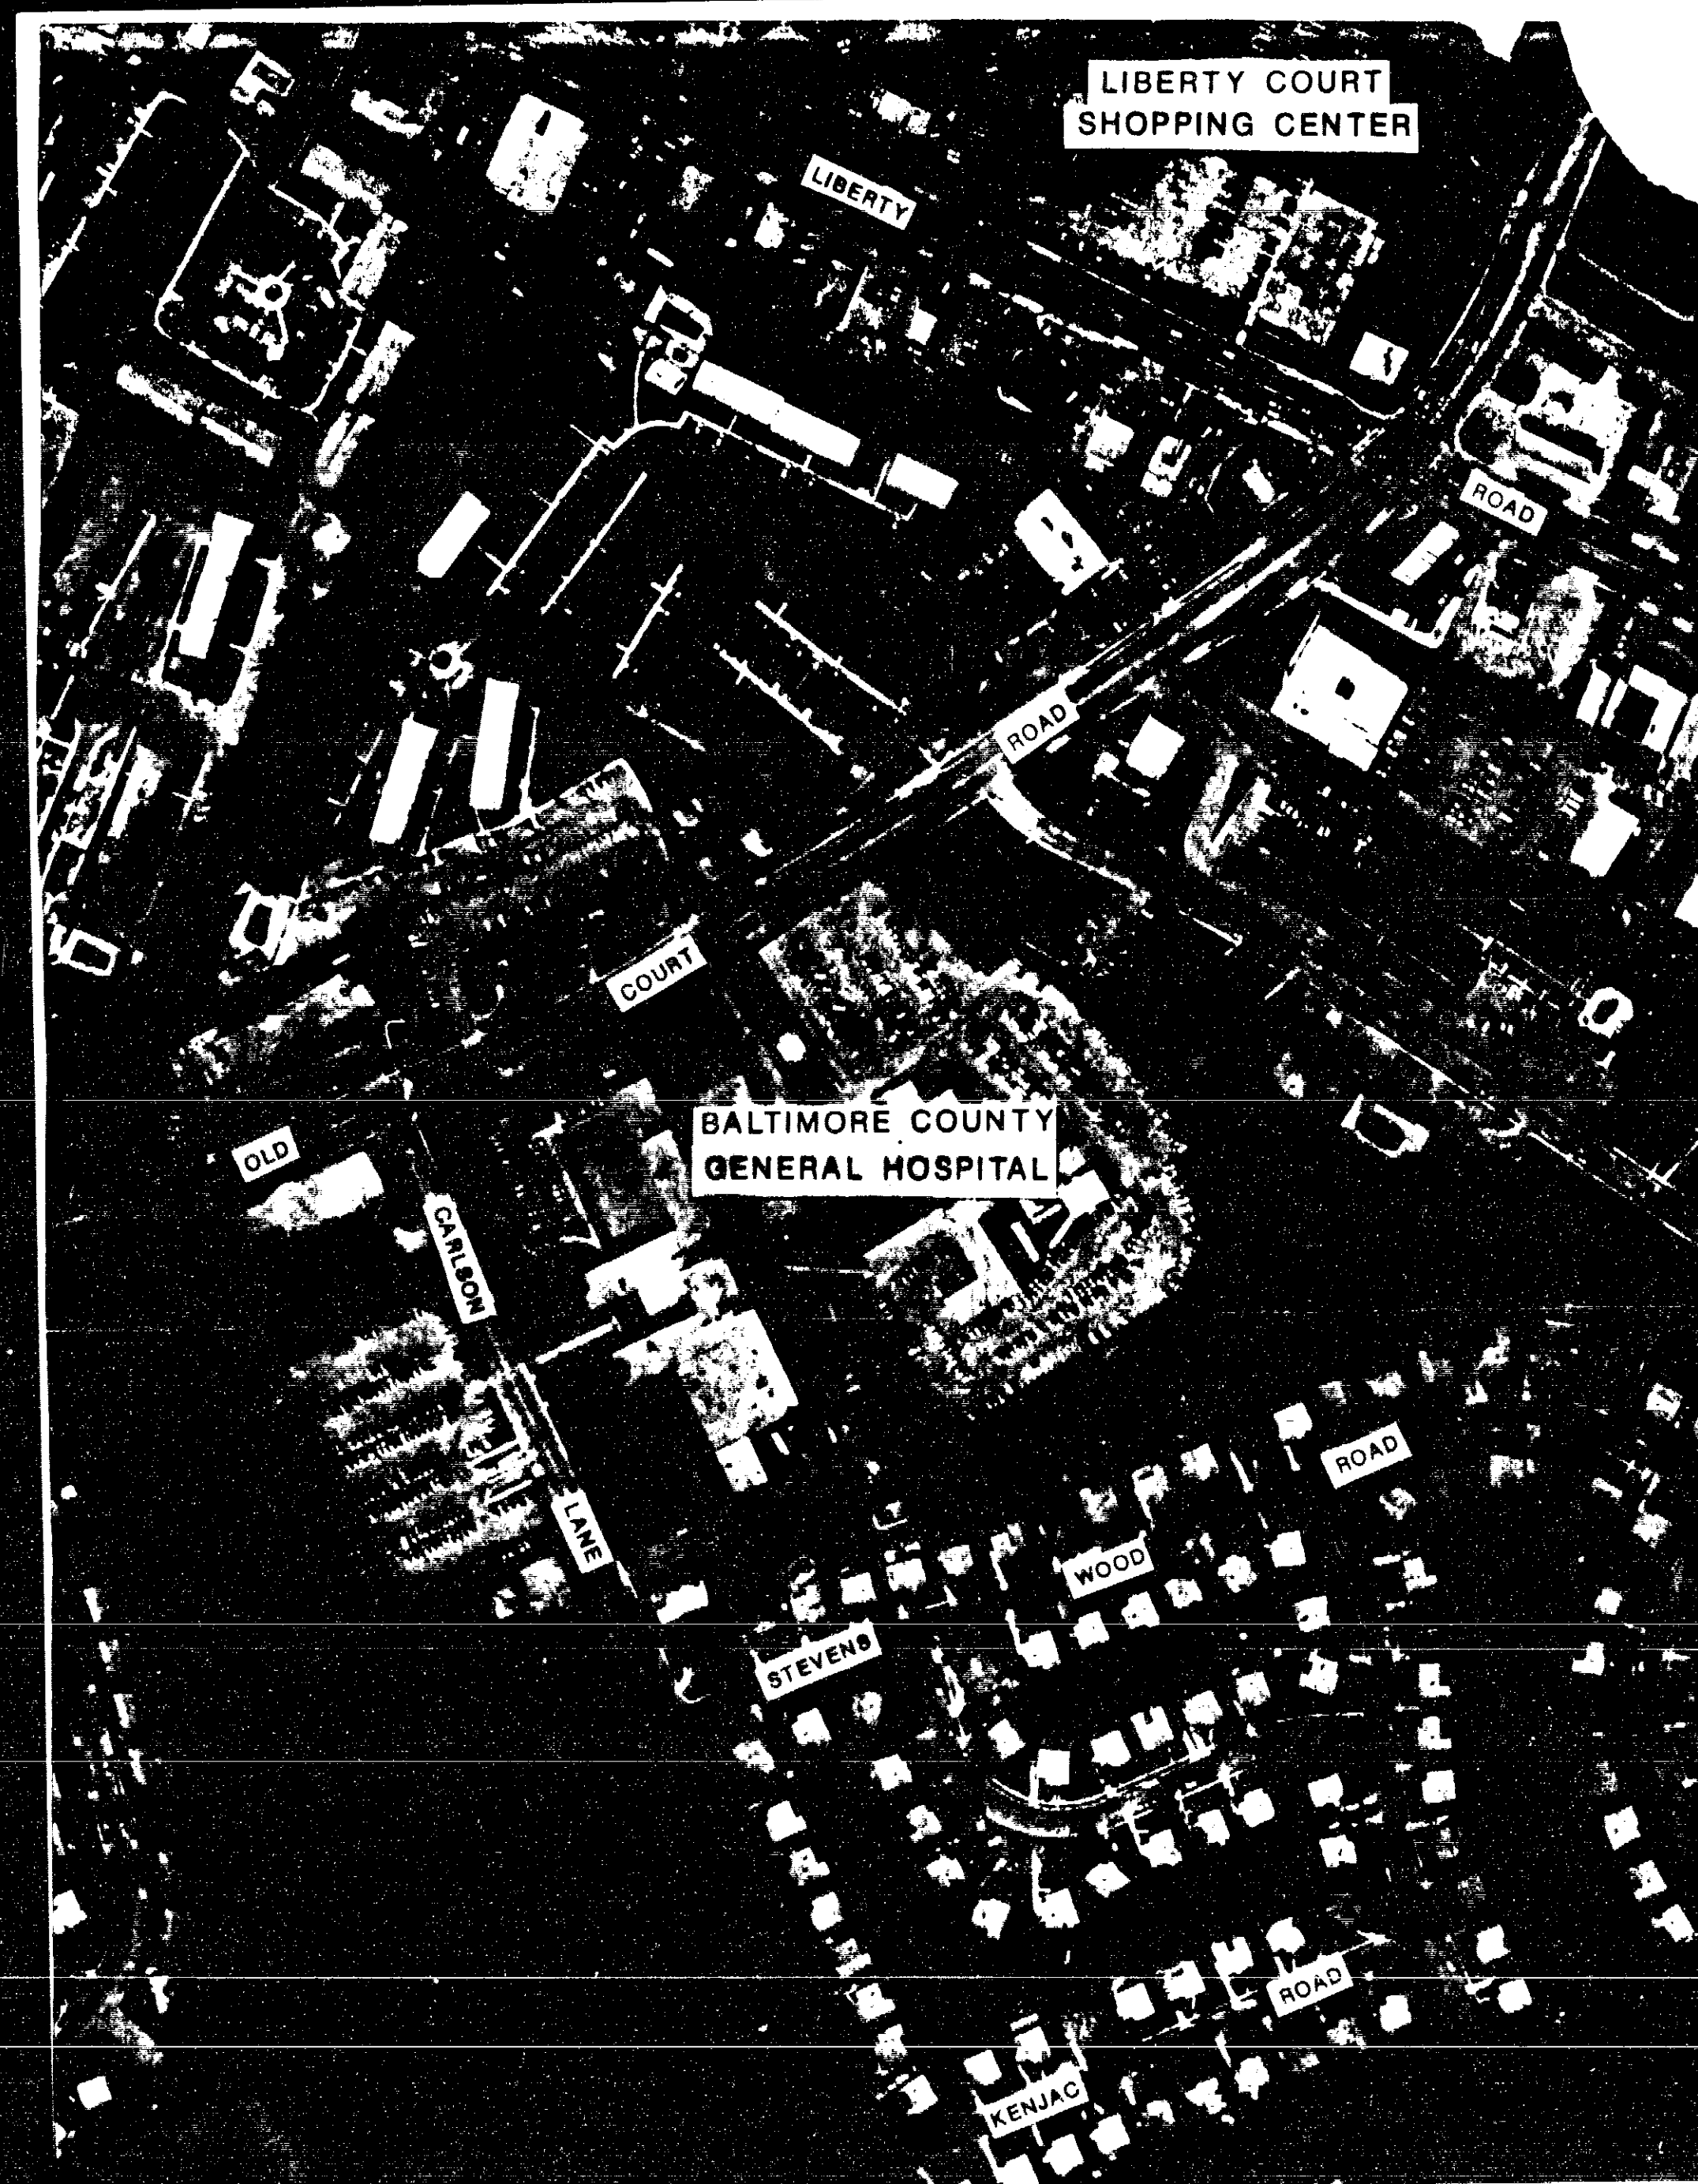 LIBERTY COURT
SHOPPING CENTER
LIBERTY
ROAD
ROAD
COURT
OLD
BALTIMORE COUNTY
GENERAL HOSPITAL
CARLSON
LANE
ROAD
WOOD
STEVENS
ROAD
KENJAC